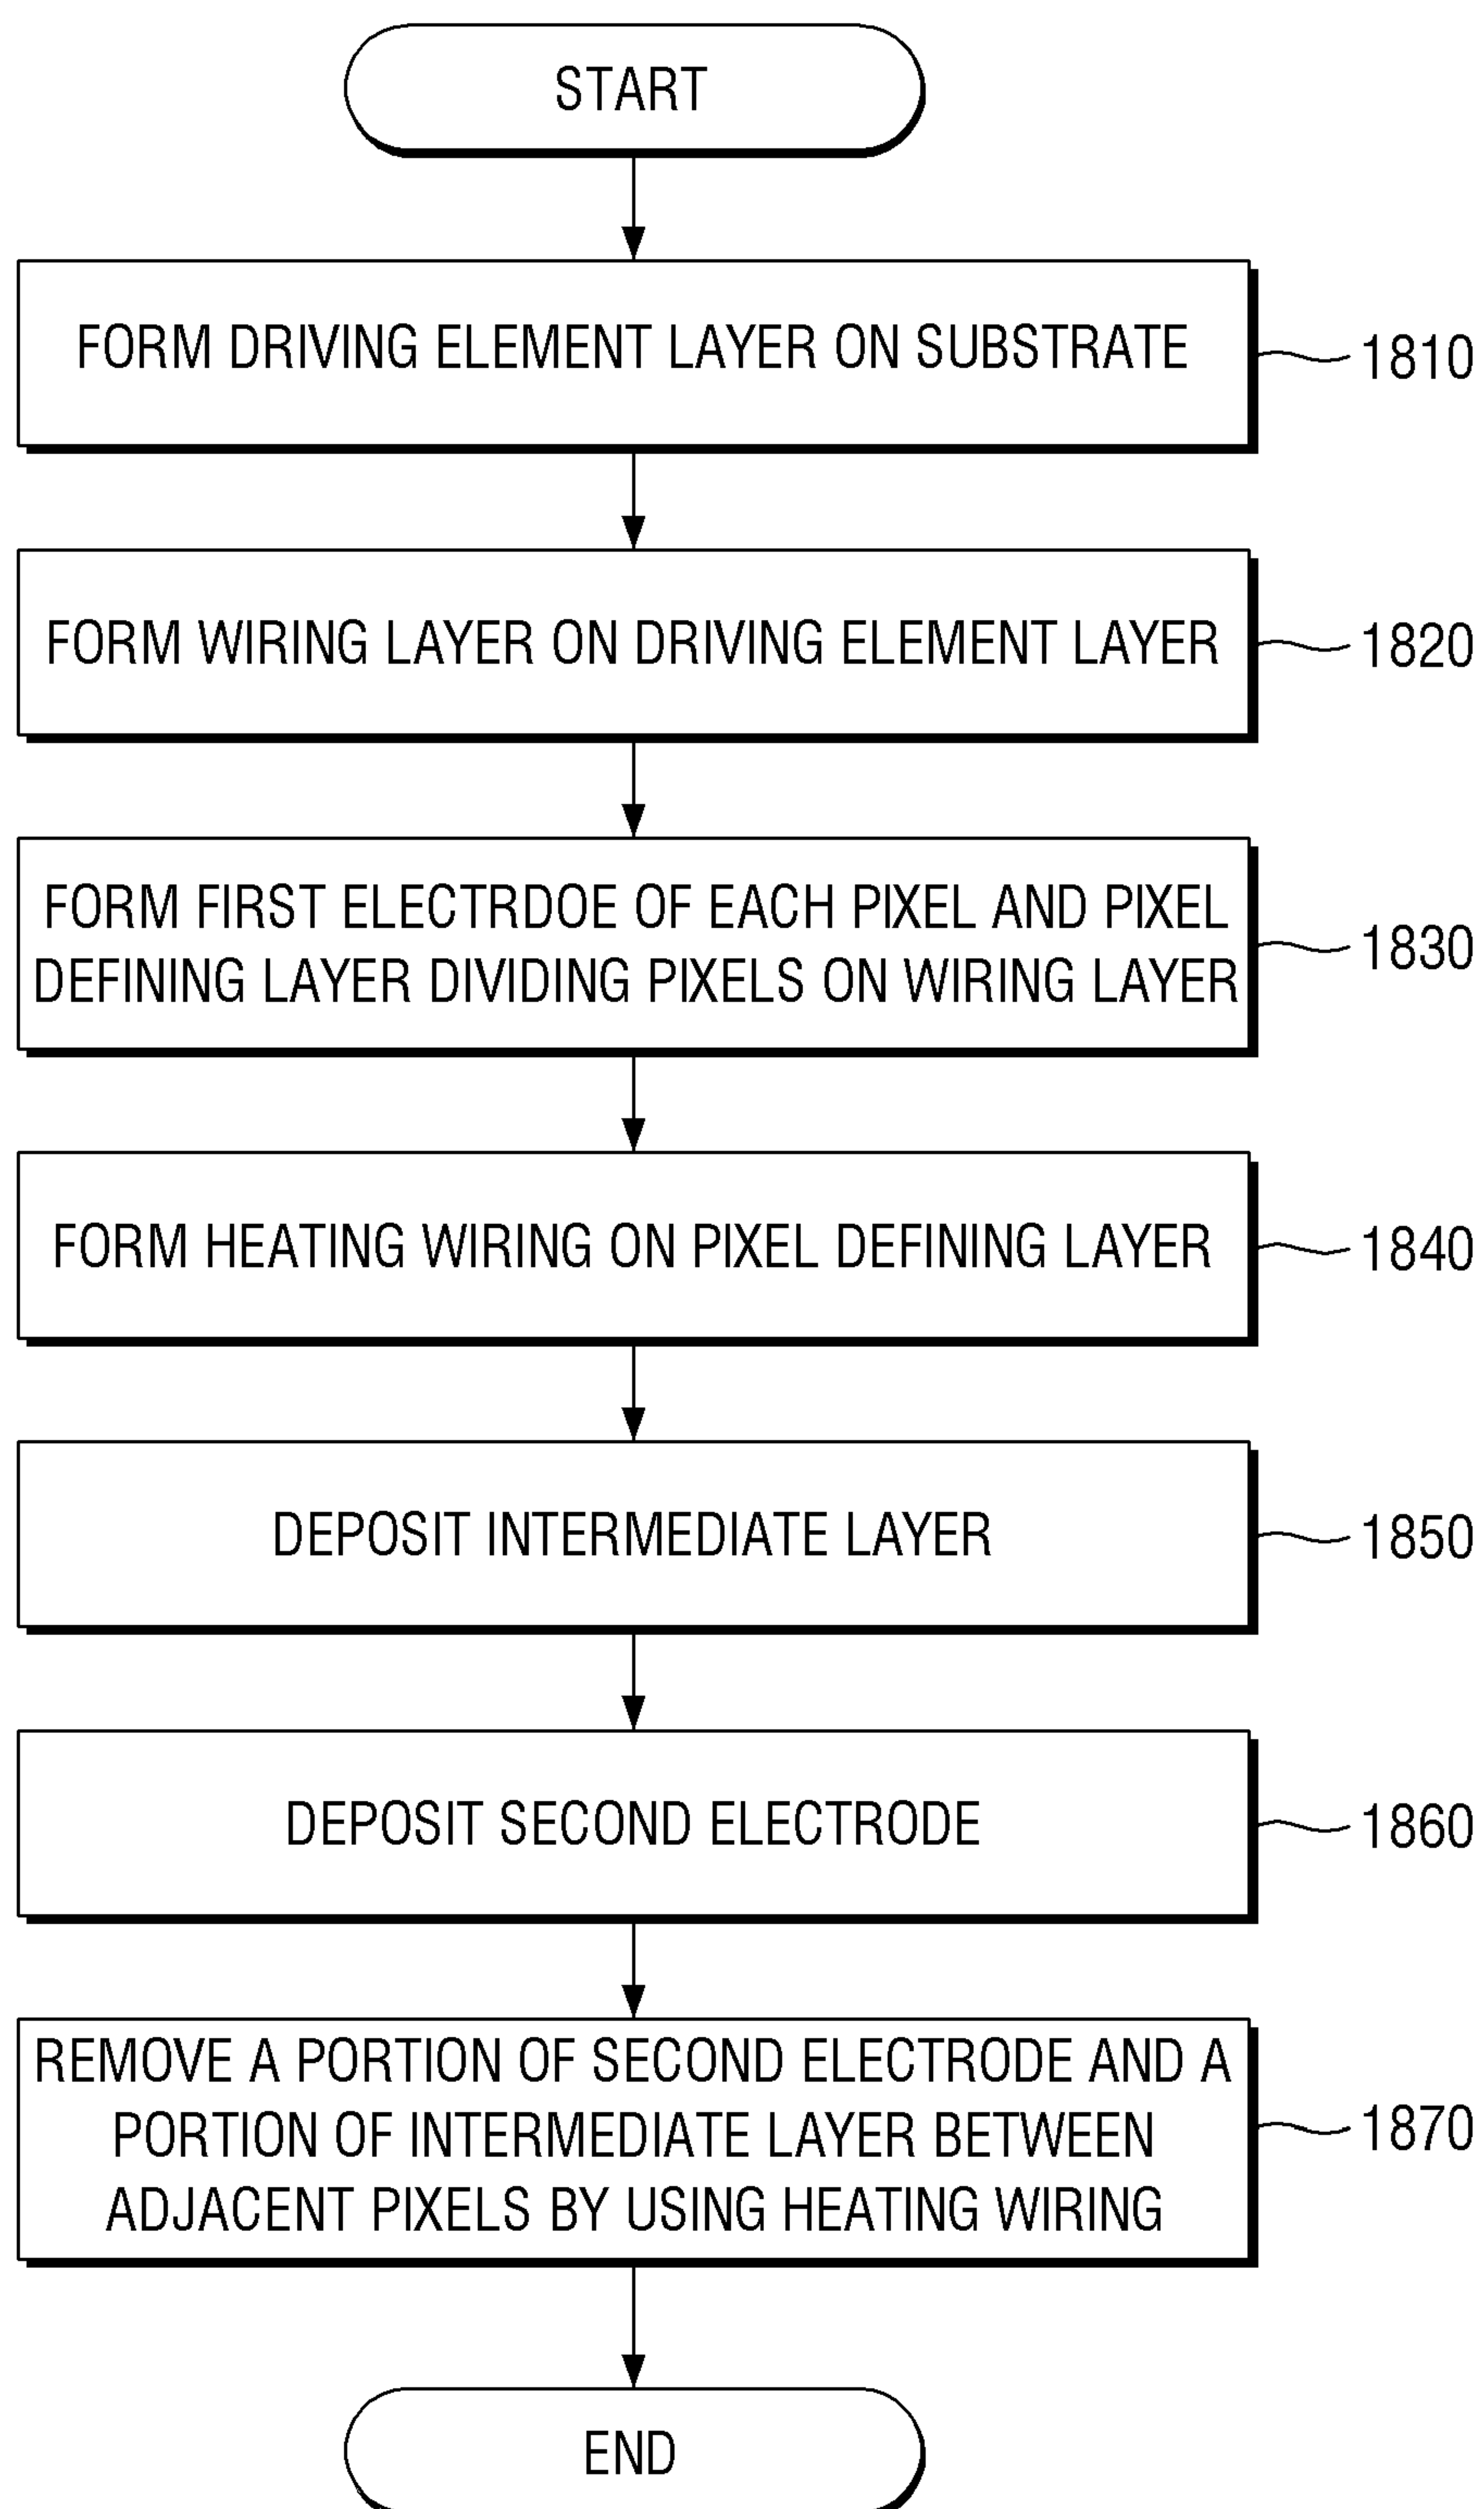 START
FORM DRIVING ELEMENT LAYER ON SUBSTRATE
1810
FORM WIRING LAYER ON DRIVING ELEMENT LAYER
1820
FORM FIRST ELECTRDOE OF EACH PIXEL AND PIXEL
DEFINING LAYER DIVIDING PIXELS ON WIRING LAYER
1830
FORM HEATING WIRING ON PIXEL DEFINING LAYER
1840
DEPOSIT INTERMEDIATE LAYER
1850
DEPOSIT SECOND ELECTRODE
1860
REMOVE A PORTION OF SECOND ELECTRODE AND A
PORTION OF INTERMEDIATE LAYER BETWEEN
ADJACENT PIXELS BY USING HEATING WIRING
1870
END